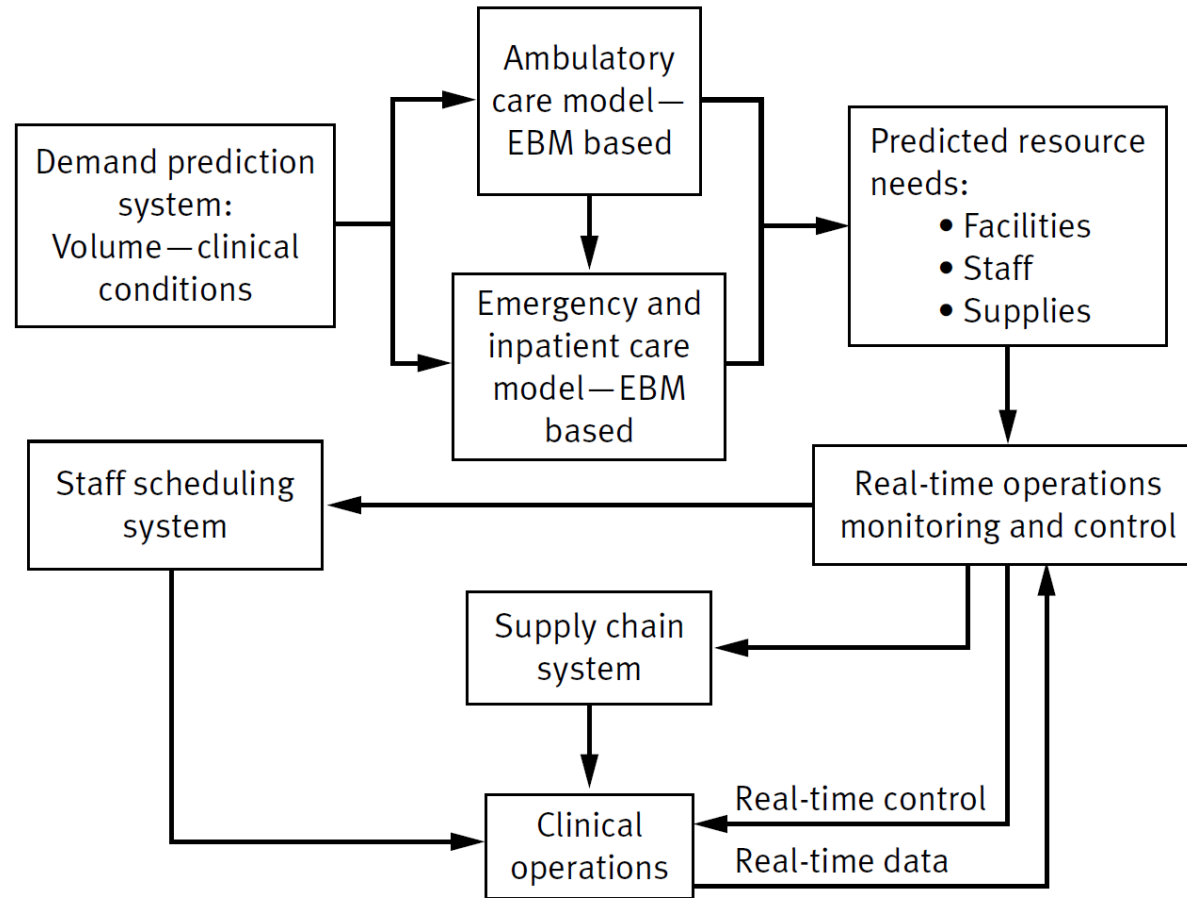 Demand prediction
system:
Volume—clinical
conditions
Ambulatory
care model—
EBM based
Emergency and
inpatient care
model—EBM
based
Predicted resource
needs:
• Facilities
• Staff
• Supplies
Staff scheduling
system
Real-time operations
monitoring and control
Supply chain
system
Clinical
operations
Real-time control
Real-time data